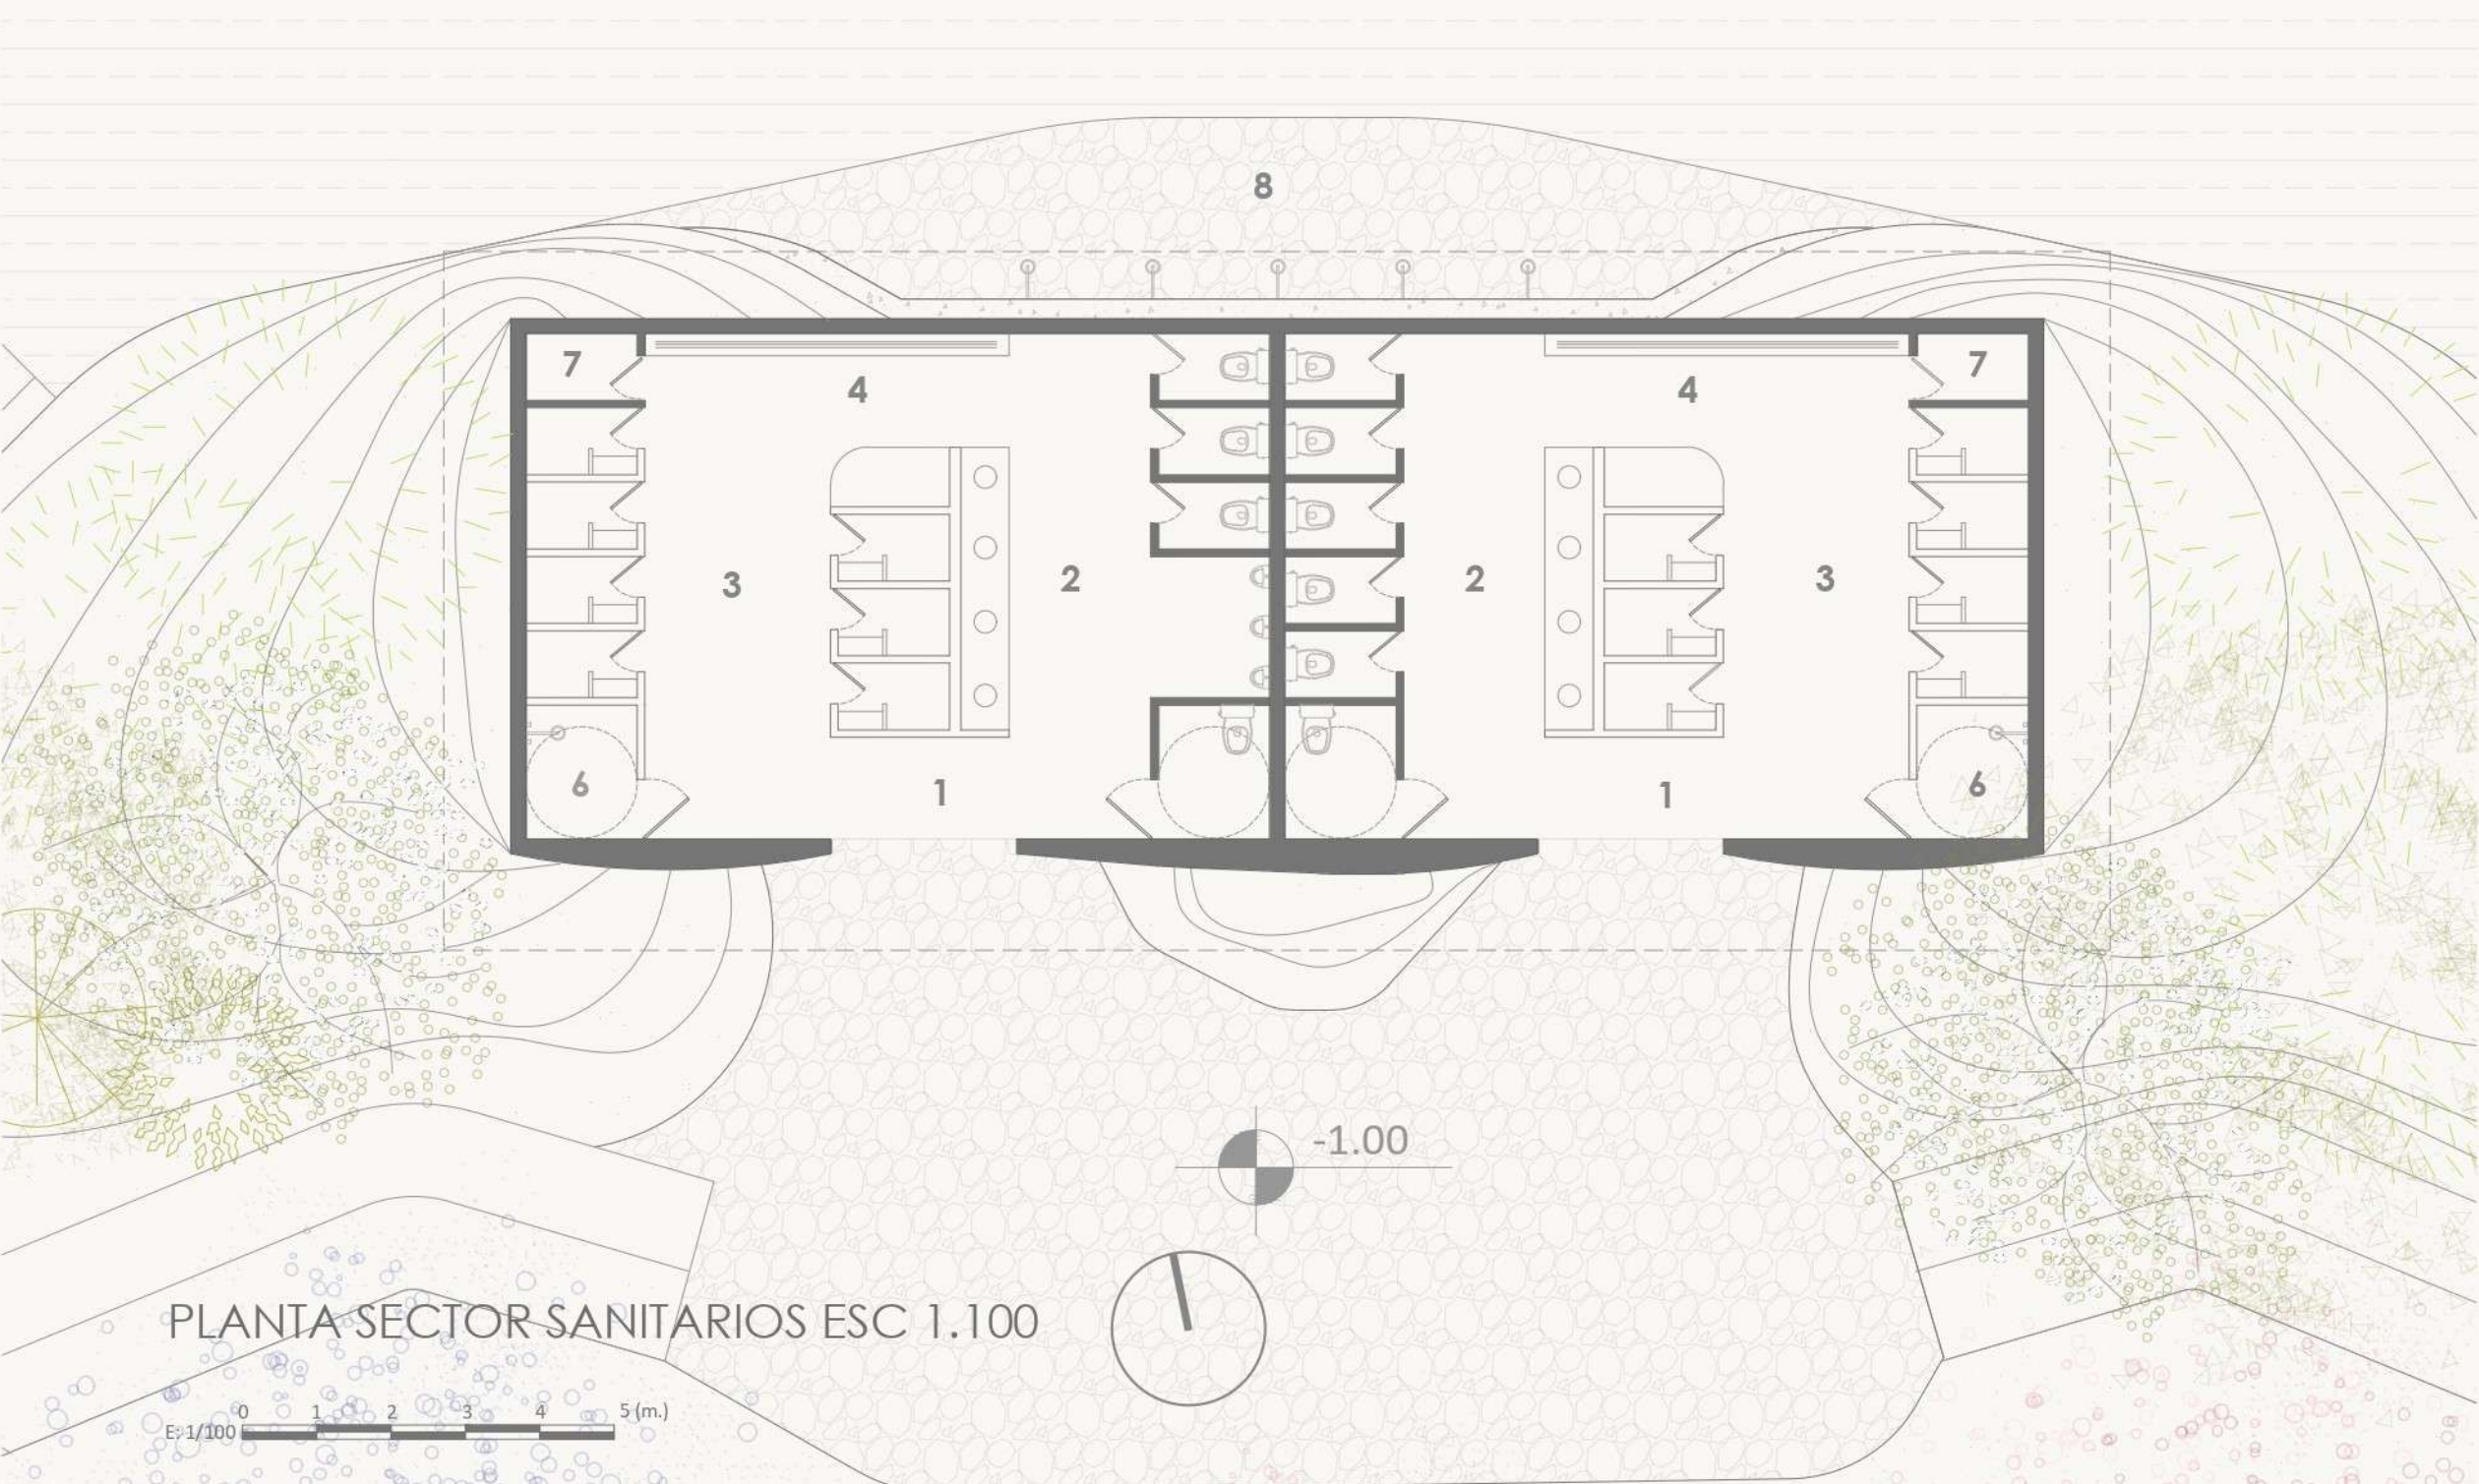 8
7 4 4 7
3 2 2 3
6 1 1 6
-1.00
PLANTA SECTOR SANITARIOS ESC 1.100
0 1 2 3 4 5 (m.)
E: 1/100